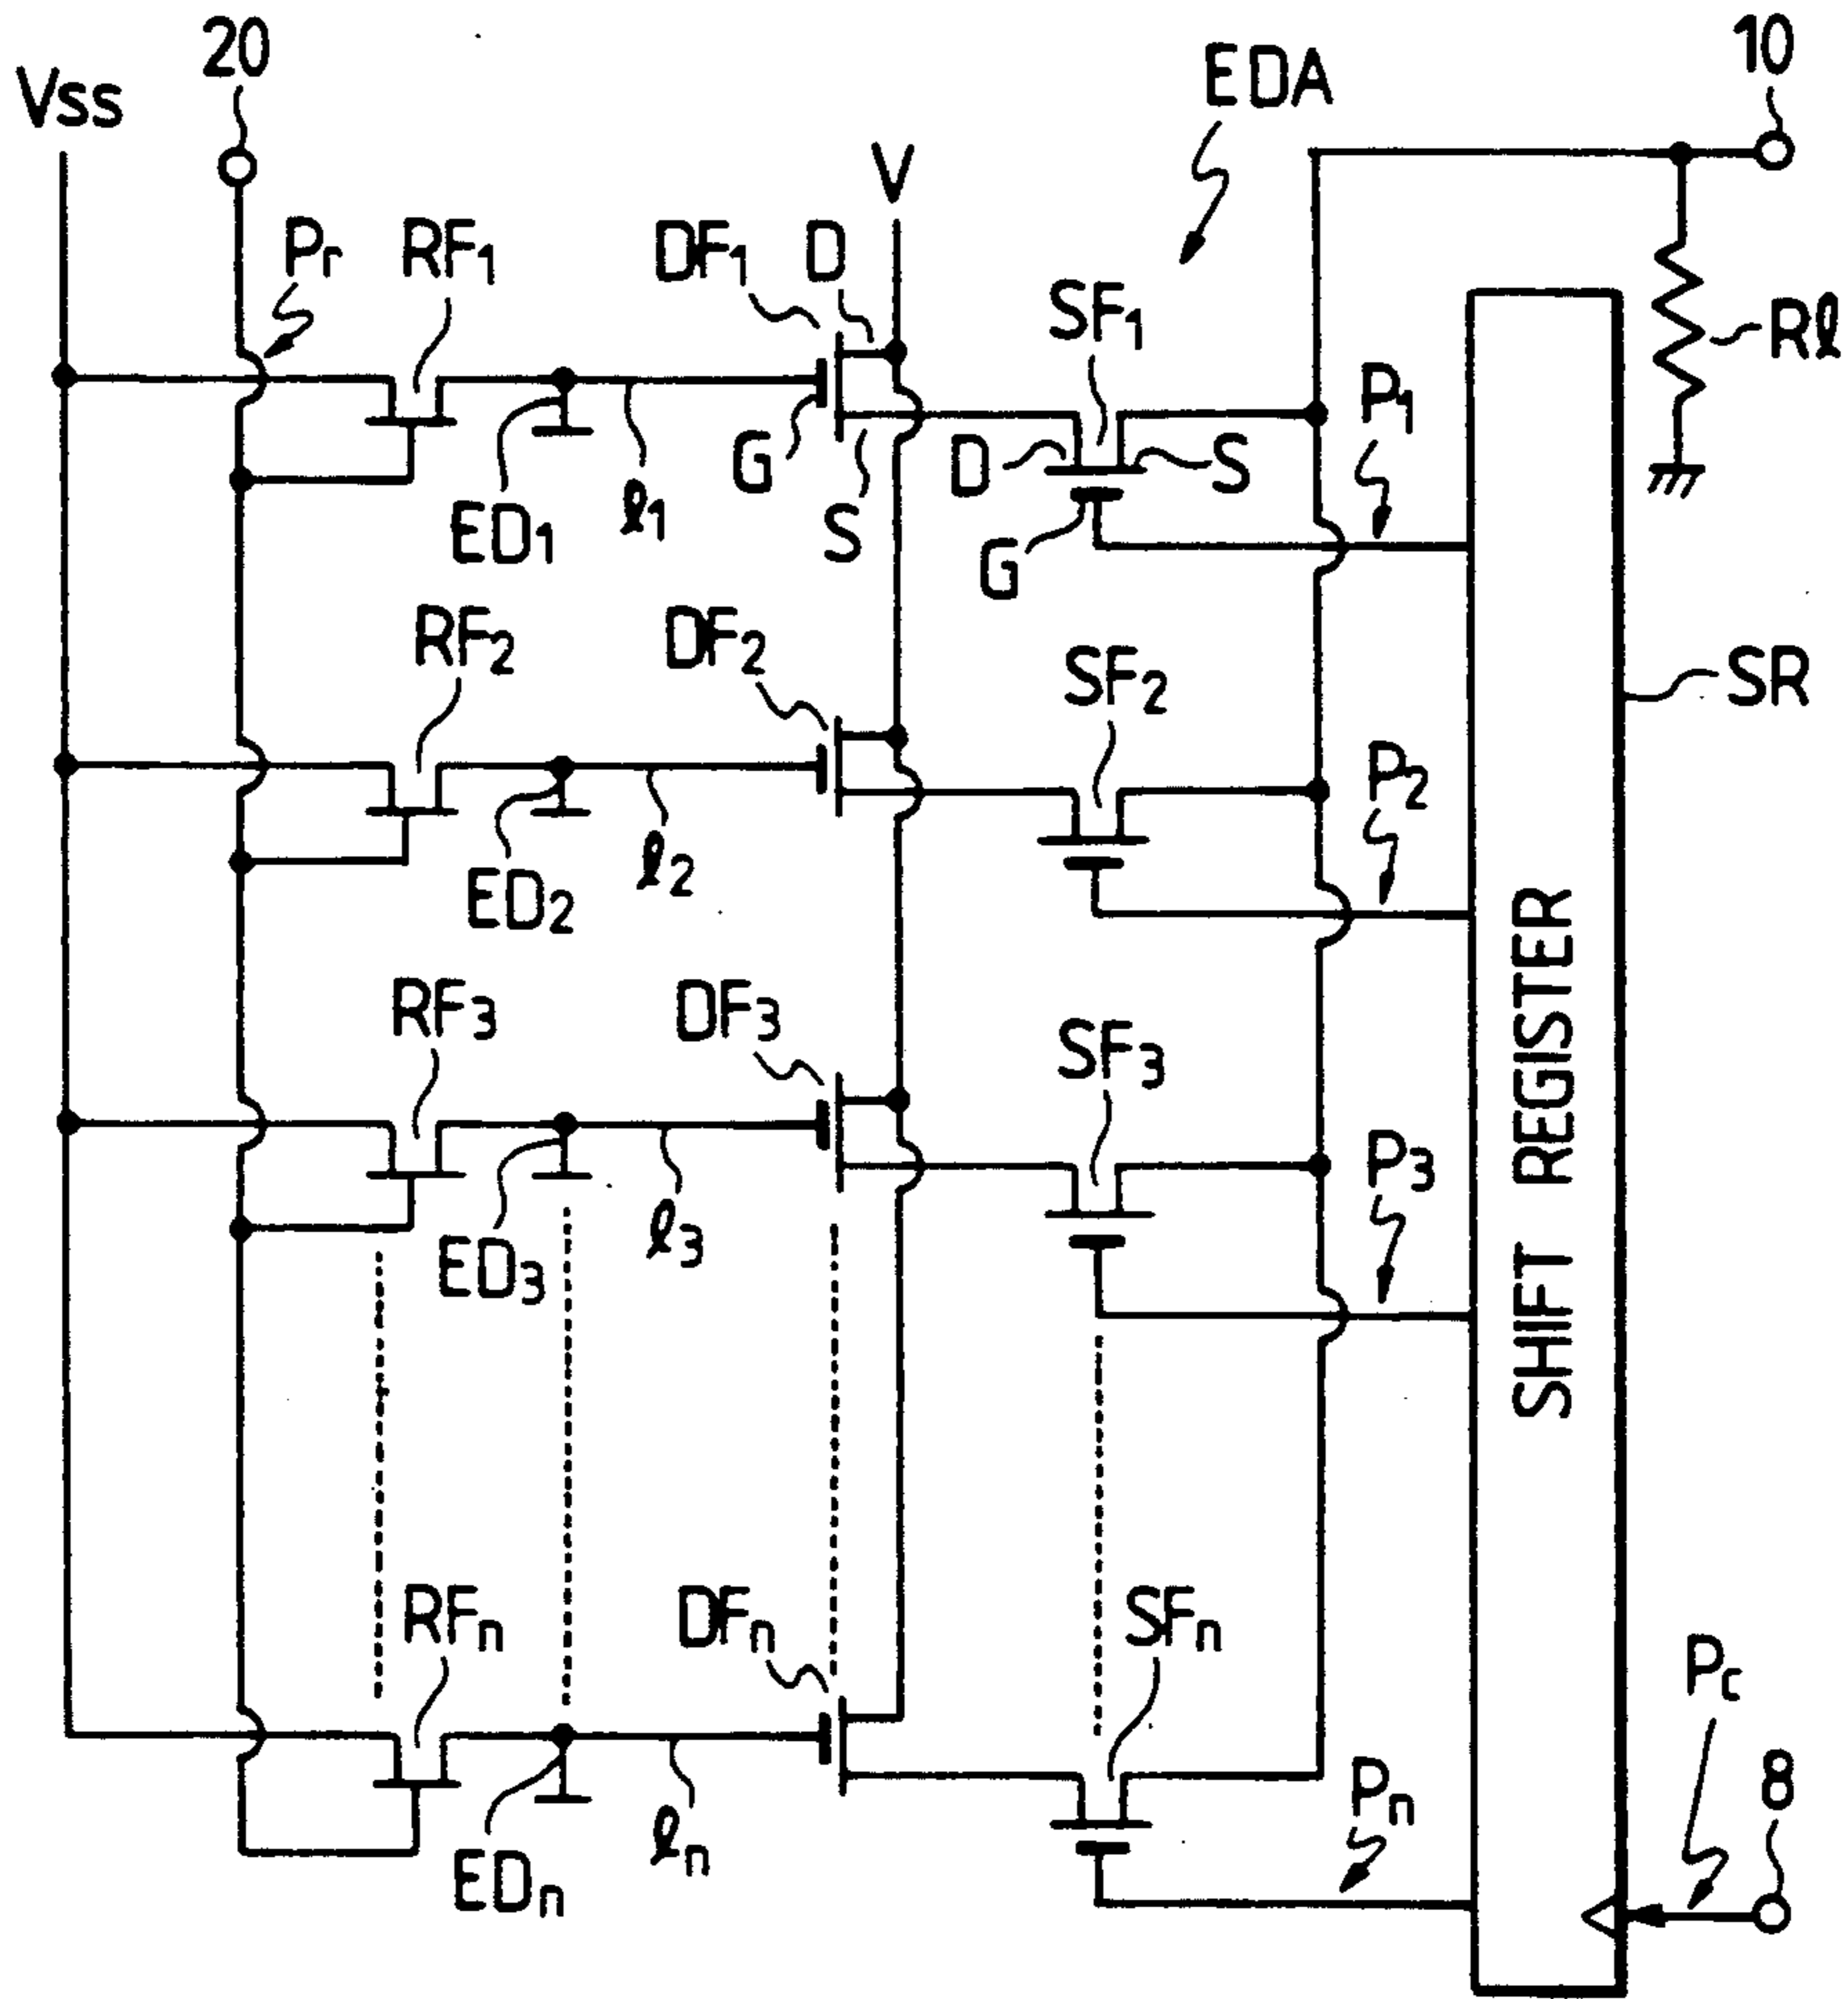 20
10
Vss
EDA
V
Pr
RF1
DF1
D
SF1
Rℓ
P1
G
D
S
ED1
ℓ1
S
G
RF2
DF2
SF2
SR
P2
ED2
ℓ2
RF3
DF3
SF3
P3
ED3
ℓ3
SHIFT REGISTER
RFn
DFn
SFn
Pc
Pn
8
EDn
ℓn